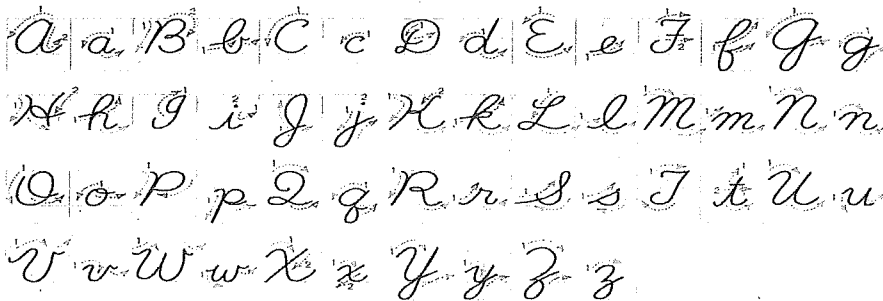 A a B b C c D d E e F f G g
H h I i J j K k L l M m N n
O o P p Q q R r S s T t U u
V v W w X x Y y Z z